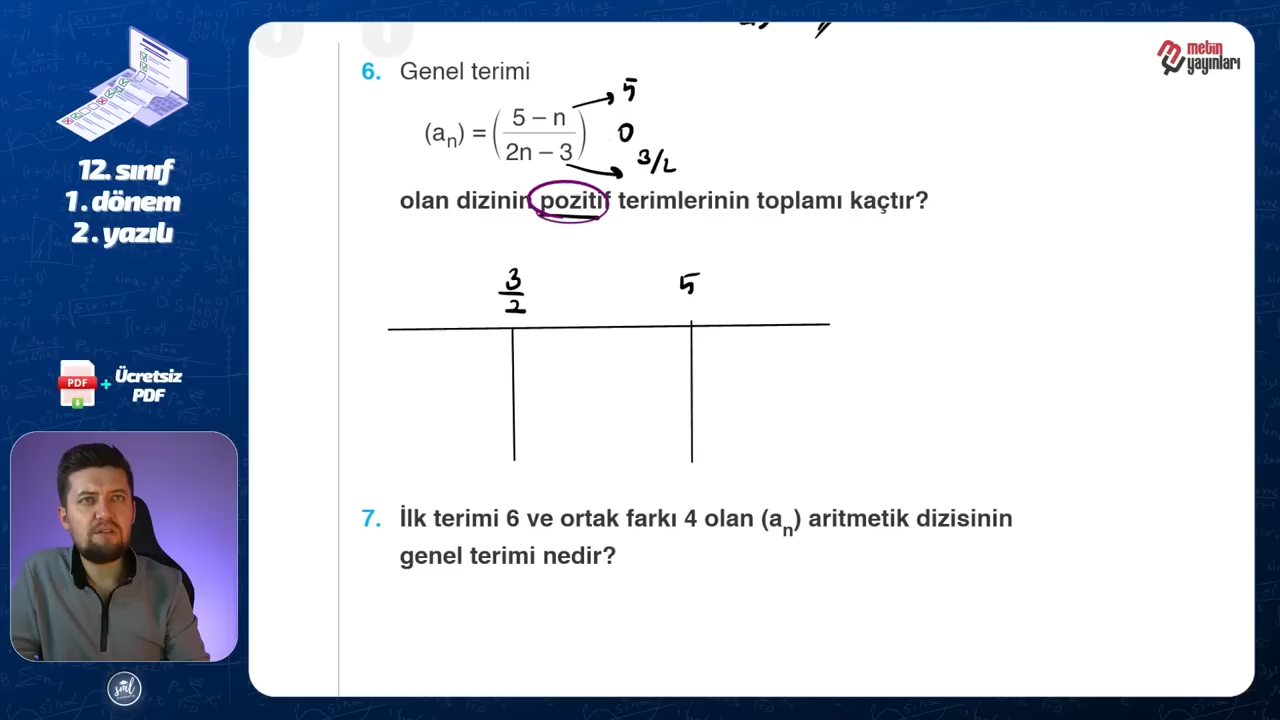 metin
yayınları
6. Genel terimi
5
(aₙ) = (5 – n / 2n – 3)
0
3/2
olan dizinin pozitif terimlerinin toplamı kaçtır?
12. sınıf
1. dönem
2. yazılı
3/2
5
PDF + Ücretsiz
PDF
7. İlk terimi 6 ve ortak farkı 4 olan (aₙ) aritmetik dizisinin
genel terimi nedir?
sml